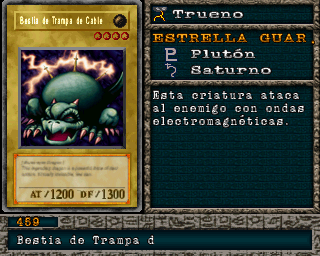 Bestia de Trampa de Cable
AT/1200 DF/1300
Trueno
ESTRELLA GUAR.
Plutón
Saturno
Esta criatura ataca
al enemigo con ondas
electromagnéticas.
459
Bestia de Trampa d